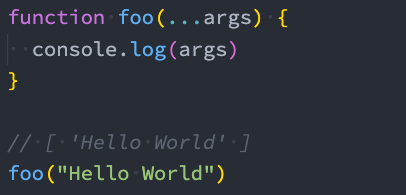 function foo(...args) {
  console.log(args)
}
// [ 'Hello World' ]
foo("Hello World")